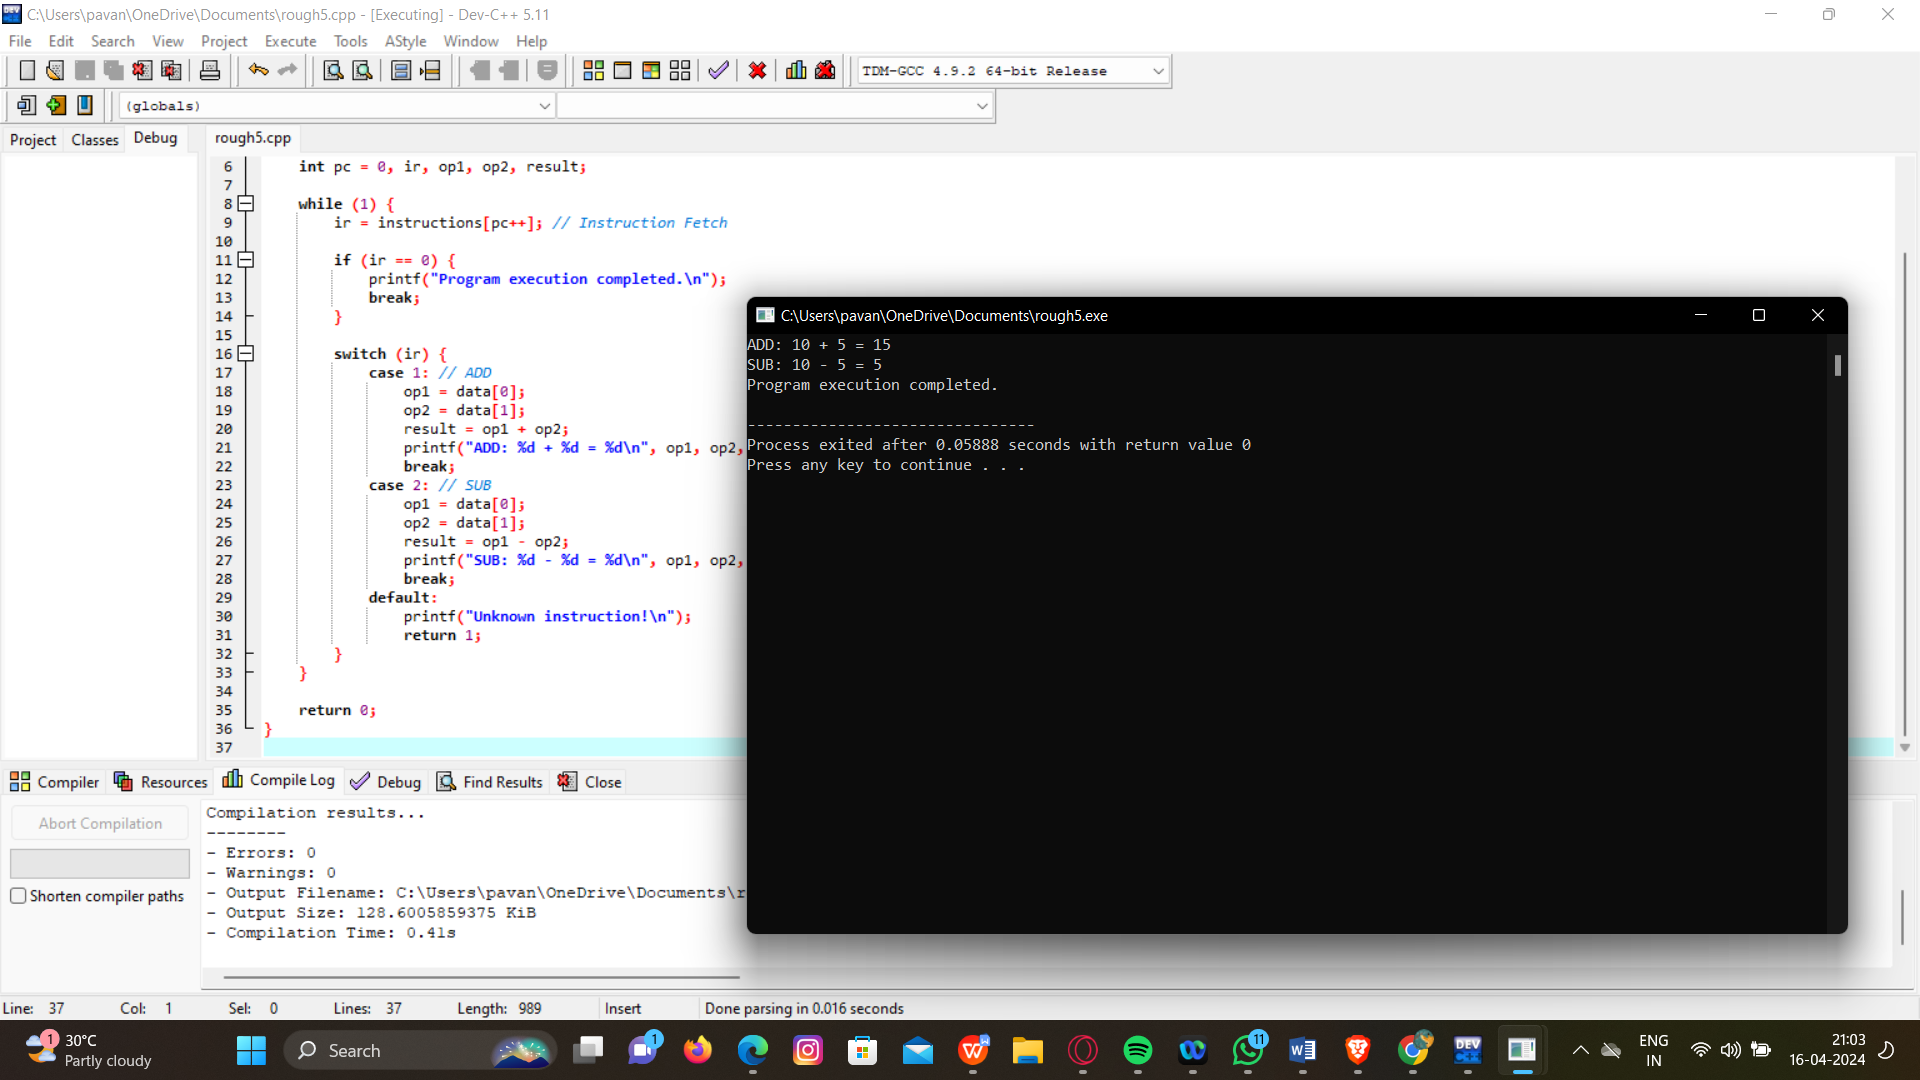 C:\Users\pavan\OneDrive\Documents\rough5.cpp - [Executing] - Dev-C++ 5.11
File Edit Search View Project Execute Tools AStyle Window Help
TDM-GCC 4.9.2 64-bit Release
(globals)
Project Classes Debug rough5.cpp
6 int pc = 0, ir, op1, op2, result;
7
8 while (1) {
9 ir = instructions[pc++]; // Instruction Fetch
10
11 if (ir == 0) {
12 printf("Program execution completed.\n");
13 break;
14 }
15
16 switch (ir) {
17 case 1: // ADD
18 op1 = data[0];
19 op2 = data[1];
20 result = op1 + op2;
21 printf("ADD: %d + %d = %d\n", op1, op2,
22 break;
23 case 2: // SUB
24 op1 = data[0];
25 op2 = data[1];
26 result = op1 - op2;
27 printf("SUB: %d - %d = %d\n", op1, op2,
28 break;
29 default:
30 printf("Unknown instruction!\n");
31 return 1;
32 }
33 }
34
35 return 0;
36 }
37
C:\Users\pavan\OneDrive\Documents\rough5.exe
ADD: 10 + 5 = 15
SUB: 10 - 5 = 5
Program execution completed.
--------------------------------
Process exited after 0.05888 seconds with return value 0
Press any key to continue . . .
Compiler Resources Compile Log Debug Find Results Close
Abort Compilation
Shorten compiler paths
Compilation results...
--------
- Errors: 0
- Warnings: 0
- Output Filename: C:\Users\pavan\OneDrive\Documents\r
- Output Size: 128.6005859375 KiB
- Compilation Time: 0.41s
Line: 37 Col: 1 Sel: 0 Lines: 37 Length: 989 Insert Done parsing in 0.016 seconds
1
30°C
Partly cloudy
Search
1
11
W
DEV
ENG
IN
21:03
16-04-2024